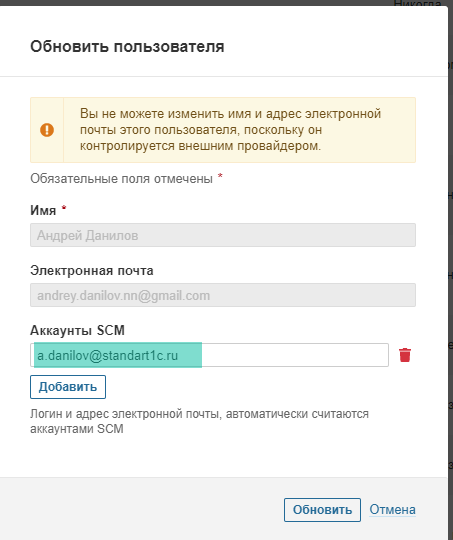 Никогда
Обновить пользователя
Вы не можете изменить имя и адрес электронной
почты этого пользователя, поскольку он
контролируется внешним провайдером.
Обязательные поля отмечены *
Имя *
Андрей Данилов
Электронная почта
andrey.danilov.nn@gmail.com
Аккаунты SCM
a.danilov@standart1c.ru
Добавить
Логин и адрес электронной почты, автоматически считаются
аккаунтами SCM
Обновить Отмена